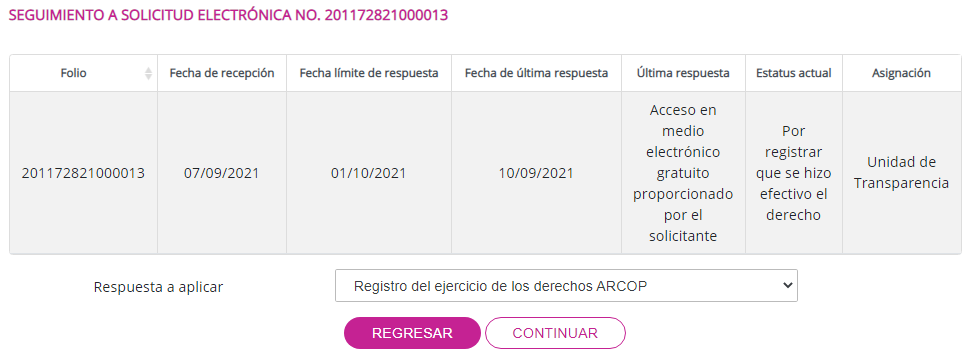 SEGUIMIENTO A SOLICITUD ELECTRÓNICA NO. 201172821000013
Folio
Fecha de recepción
Fecha límite de respuesta
Fecha de última respuesta
Última respuesta
Estatus actual
Asignación
201172821000013
07/09/2021
01/10/2021
10/09/2021
Acceso en
medio
electrónico
gratuito
proporcionado
por el
solicitante
Por
registrar
que se hizo
efectivo el
derecho
Unidad de
Transparencia
Respuesta a aplicar
Registro del ejercicio de los derechos ARCOP
REGRESAR
CONTINUAR